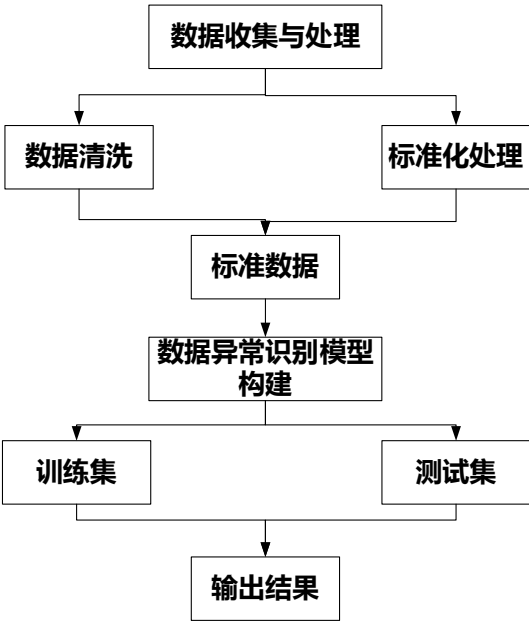 数据收集与处理
数据清洗
标准化处理
标准数据
数据异常识别模型
构建
训练集
测试集
输出结果